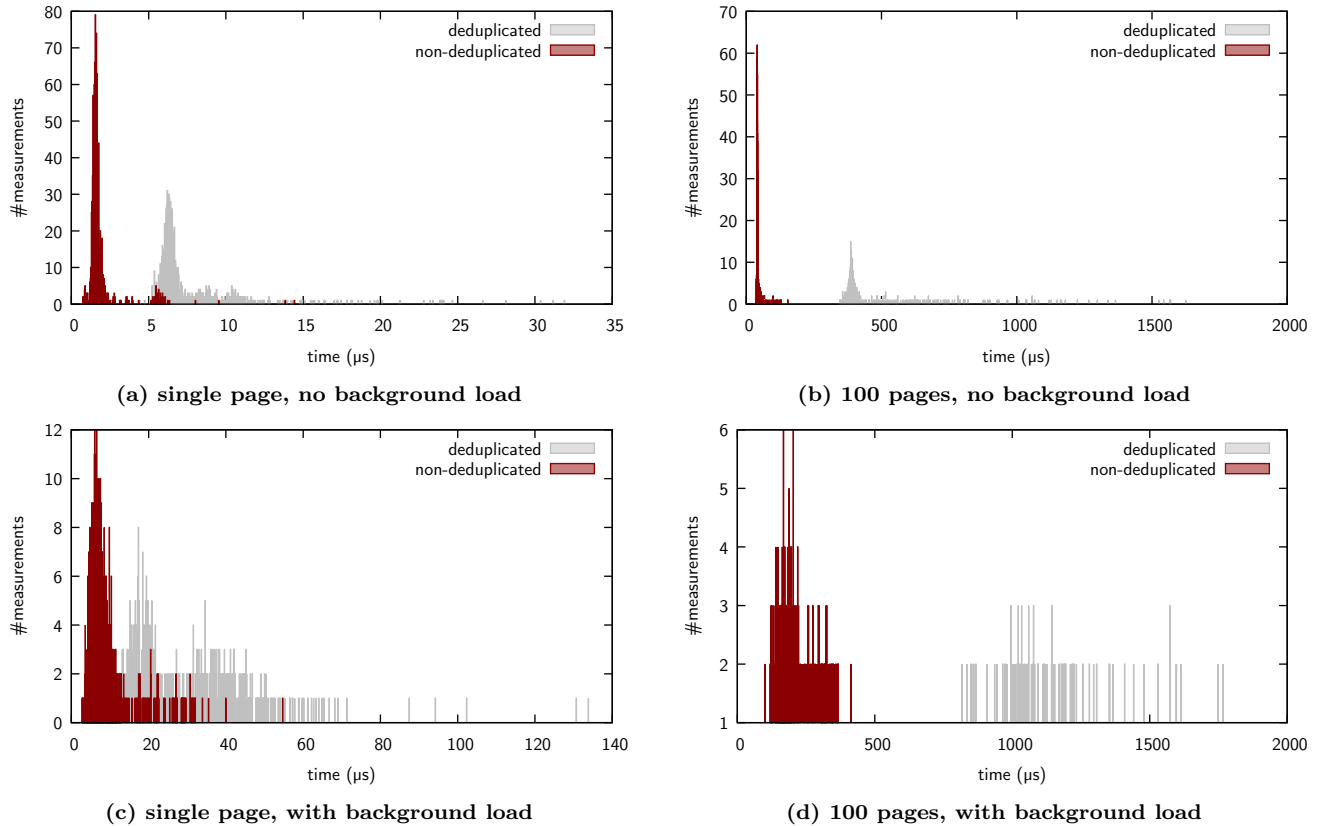 80
70
60
50
40
30
20
10
0
#measurements
deduplicated
non-deduplicated
0 5 10 15 20 25 30 35
time (µs)
(a) single page, no background load
70
60
50
40
30
20
10
0
#measurements
deduplicated
non-deduplicated
0 500 1000 1500 2000
time (µs)
(b) 100 pages, no background load
12
10
8
6
4
2
0
#measurements
deduplicated
non-deduplicated
0 20 40 60 80 100 120 140
time (µs)
(c) single page, with background load
6
5
4
3
2
1
#measurements
deduplicated
non-deduplicated
0 500 1000 1500 2000
time (µs)
(d) 100 pages, with background load